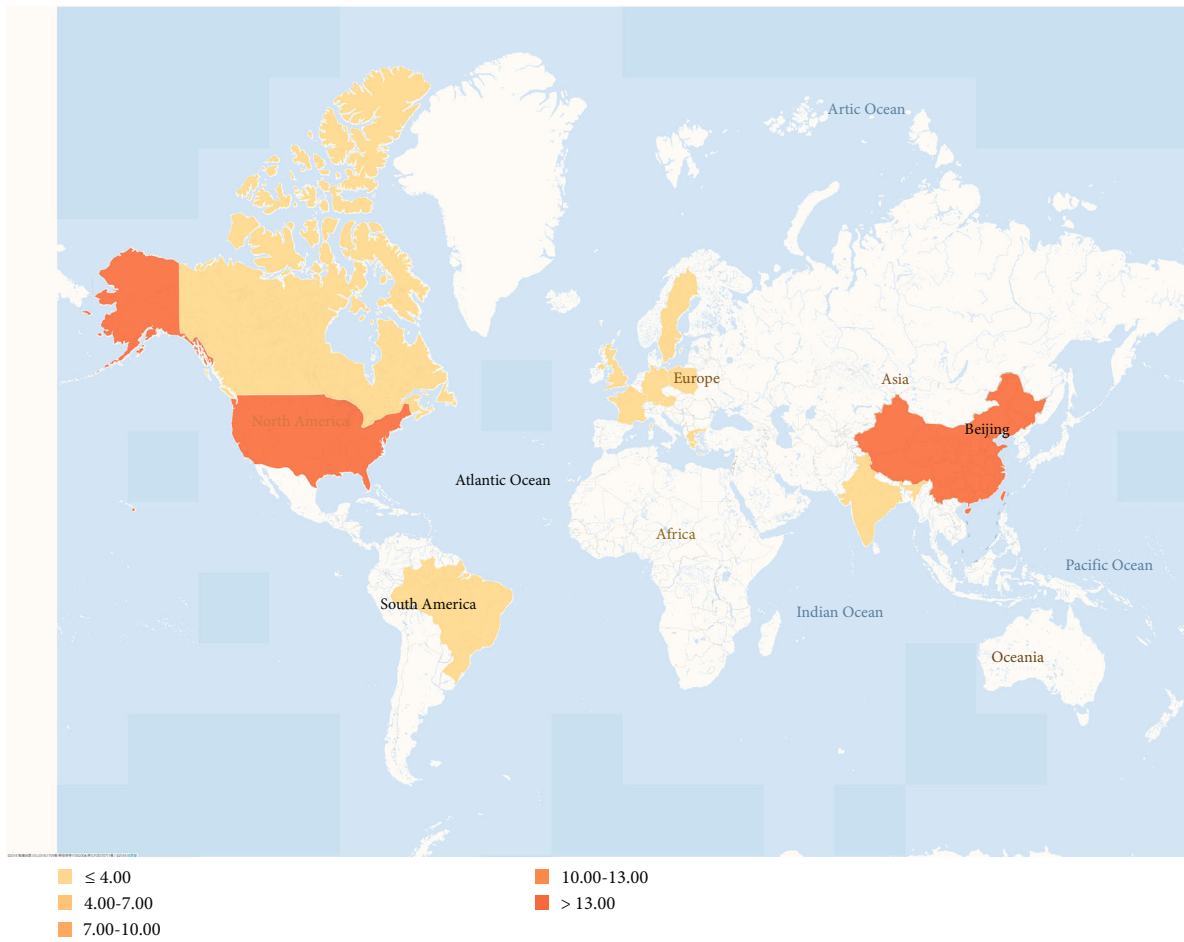 Artic Ocean
Europe
Asia
North America
Beijing
Atlantic Ocean
Africa
Pacific Ocean
South America
Indian Ocean
Oceania
≤ 4.00
4.00-7.00
7.00-10.00
10.00-13.00
> 13.00